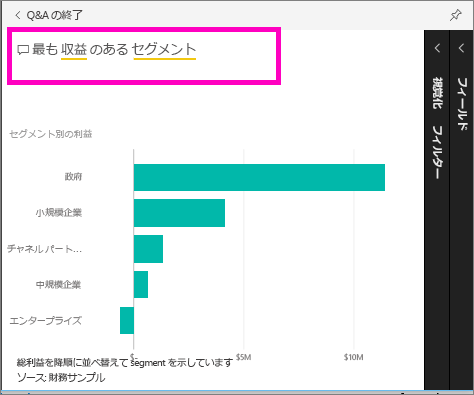 Q&Aの終了
最も 収益 のある セグメント
セグメント別の利益
政府
小規模企業
チャネル パート...
中規模企業
エンタープライズ
$5M
$10M
総利益を降順に並べ替えて segment を示しています
ソース: 財務サンプル
視覚化
フィルター
フィールド